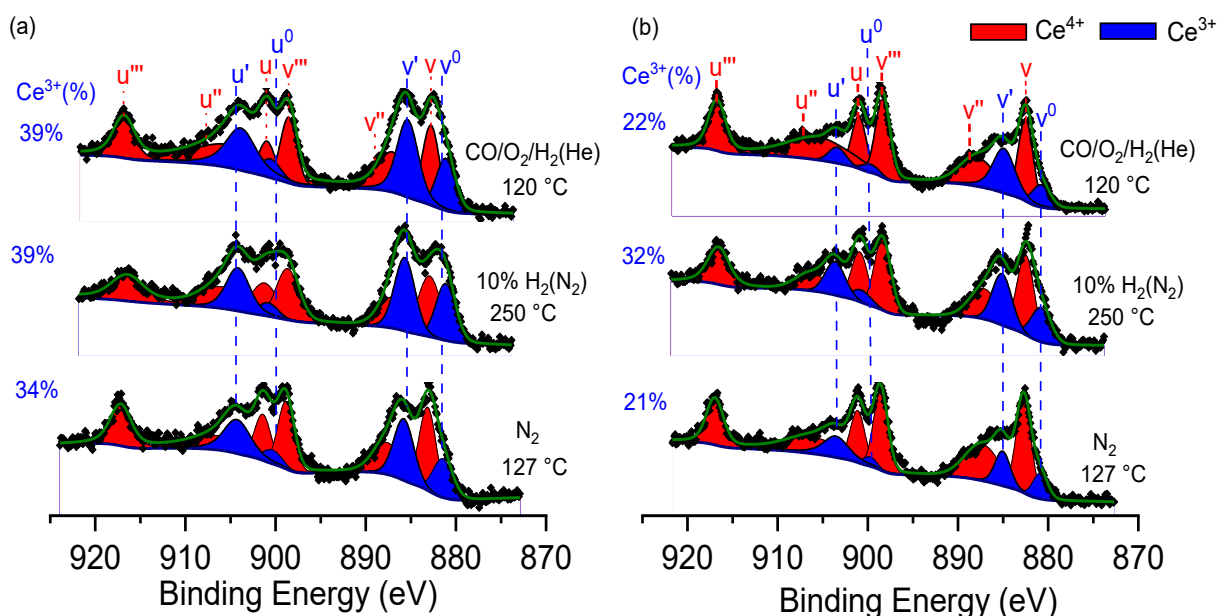 (a)
Ce³⁺(%)
u''' u'' u' u u⁰ v''' v'' v' v v⁰
39%
CO/O₂/H₂(He)
120 °C
39%
10% H₂(N₂)
250 °C
34%
N₂
127 °C
920 910 900 890 880 870
Binding Energy (eV)
(b)
Ce⁴⁺ Ce³⁺
Ce³⁺(%)
u''' u'' u' u u⁰ v''' v'' v' v v⁰
22%
CO/O₂/H₂(He)
120 °C
32%
10% H₂(N₂)
250 °C
21%
N₂
127 °C
920 910 900 890 880 870
Binding Energy (eV)